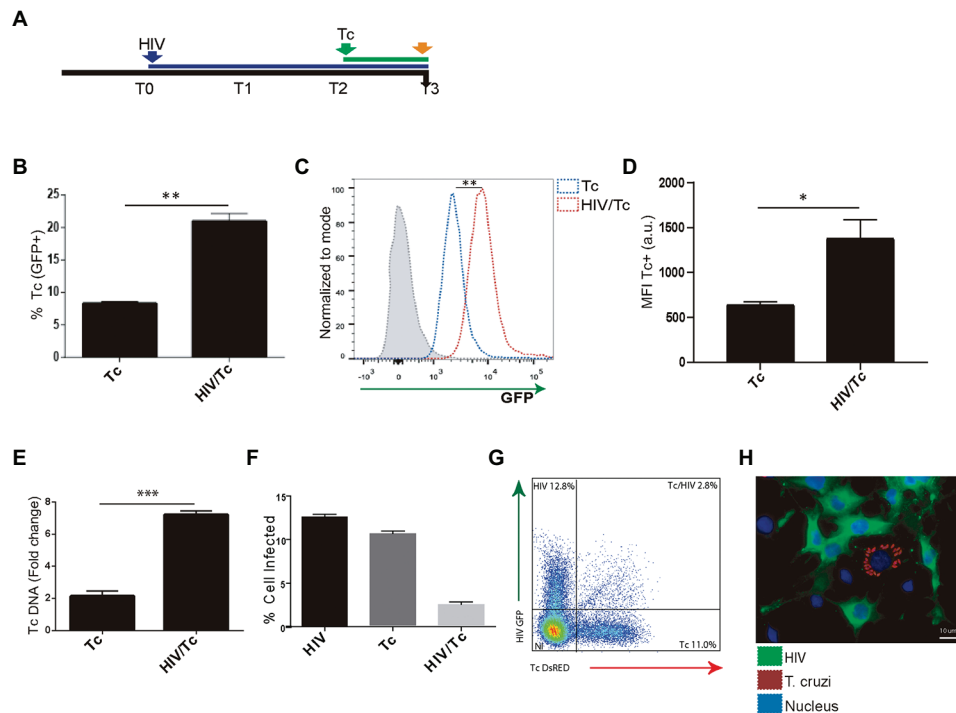 A
HIV
Tc
T0
T1
T2
T3
B
**
% Tc (GFP+)
25
20
15
10
5
0
Tc
HIV/Tc
C
**
Tc
HIV/Tc
Normalized to mode
100
80
60
40
20
0
-10³
0
10³
10⁴
10⁵
GFP
D
*
MFI Tc+ (a.u.)
2000
1500
1000
500
0
Tc
HIV/Tc
E
***
Tc DNA (Fold change)
8
6
4
2
0
Tc
HIV/Tc
F
% Cell Infected
10
5
0
HIV
Tc
HIV/Tc
G
HIV 12.8%
Tc/HIV 2.8%
HIV GFP
NI
Tc 11.0%
Tc DsRED
H
10 um
HIV
T. cruzi
Nucleus